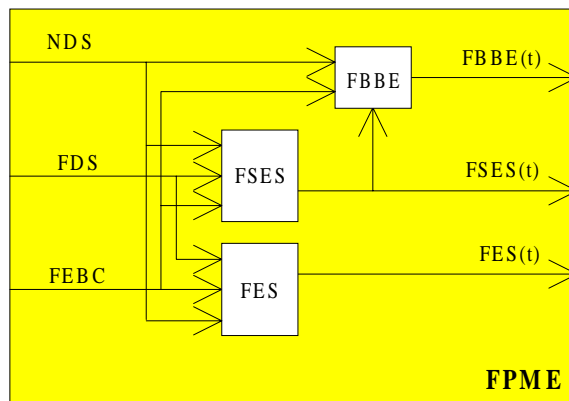 NDS
FBBE(t)
FBBE
FDS
FSES
FSES(t)
FES(t)
FEBC
FES
FPME